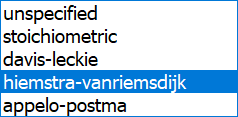 unspecified
stoichiometric
davis-leckie
hiemstra-vanriemsdijk
appelo-postma